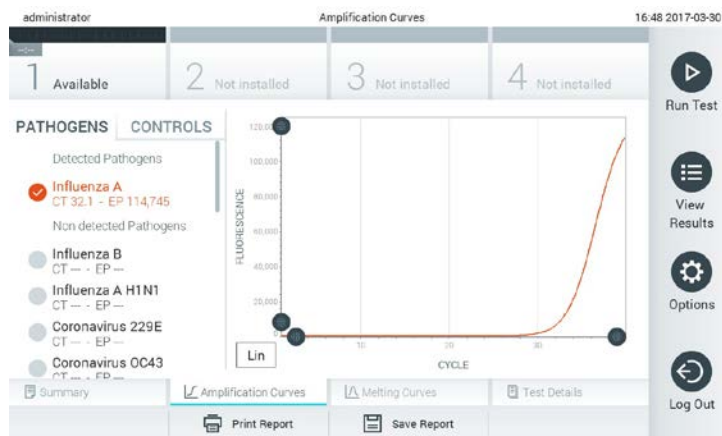 administrator
Amplification Curves
16:48 2017-03-30
1 Available
2 Not installed
3 Not installed
4 Not installed
Run Test
PATHOGENS
CONTROLS
Detected Pathogens
Influenza A
CT 32.1 - EP 114,745
Non detected Pathogens
Influenza B
CT --- - EP ---
Influenza A H1N1
CT --- - EP ---
Coronavirus 229E
CT --- - EP ---
Coronavirus OC43
CT --- - EP ---
FLUORESCENCE
100,000
80,000
60,000
40,000
20,000
0
10
20
30
CYCLE
Lin
View
Results
Options
Log Out
Summary
Amplification Curves
Melting Curves
Test Details
Print Report
Save Report